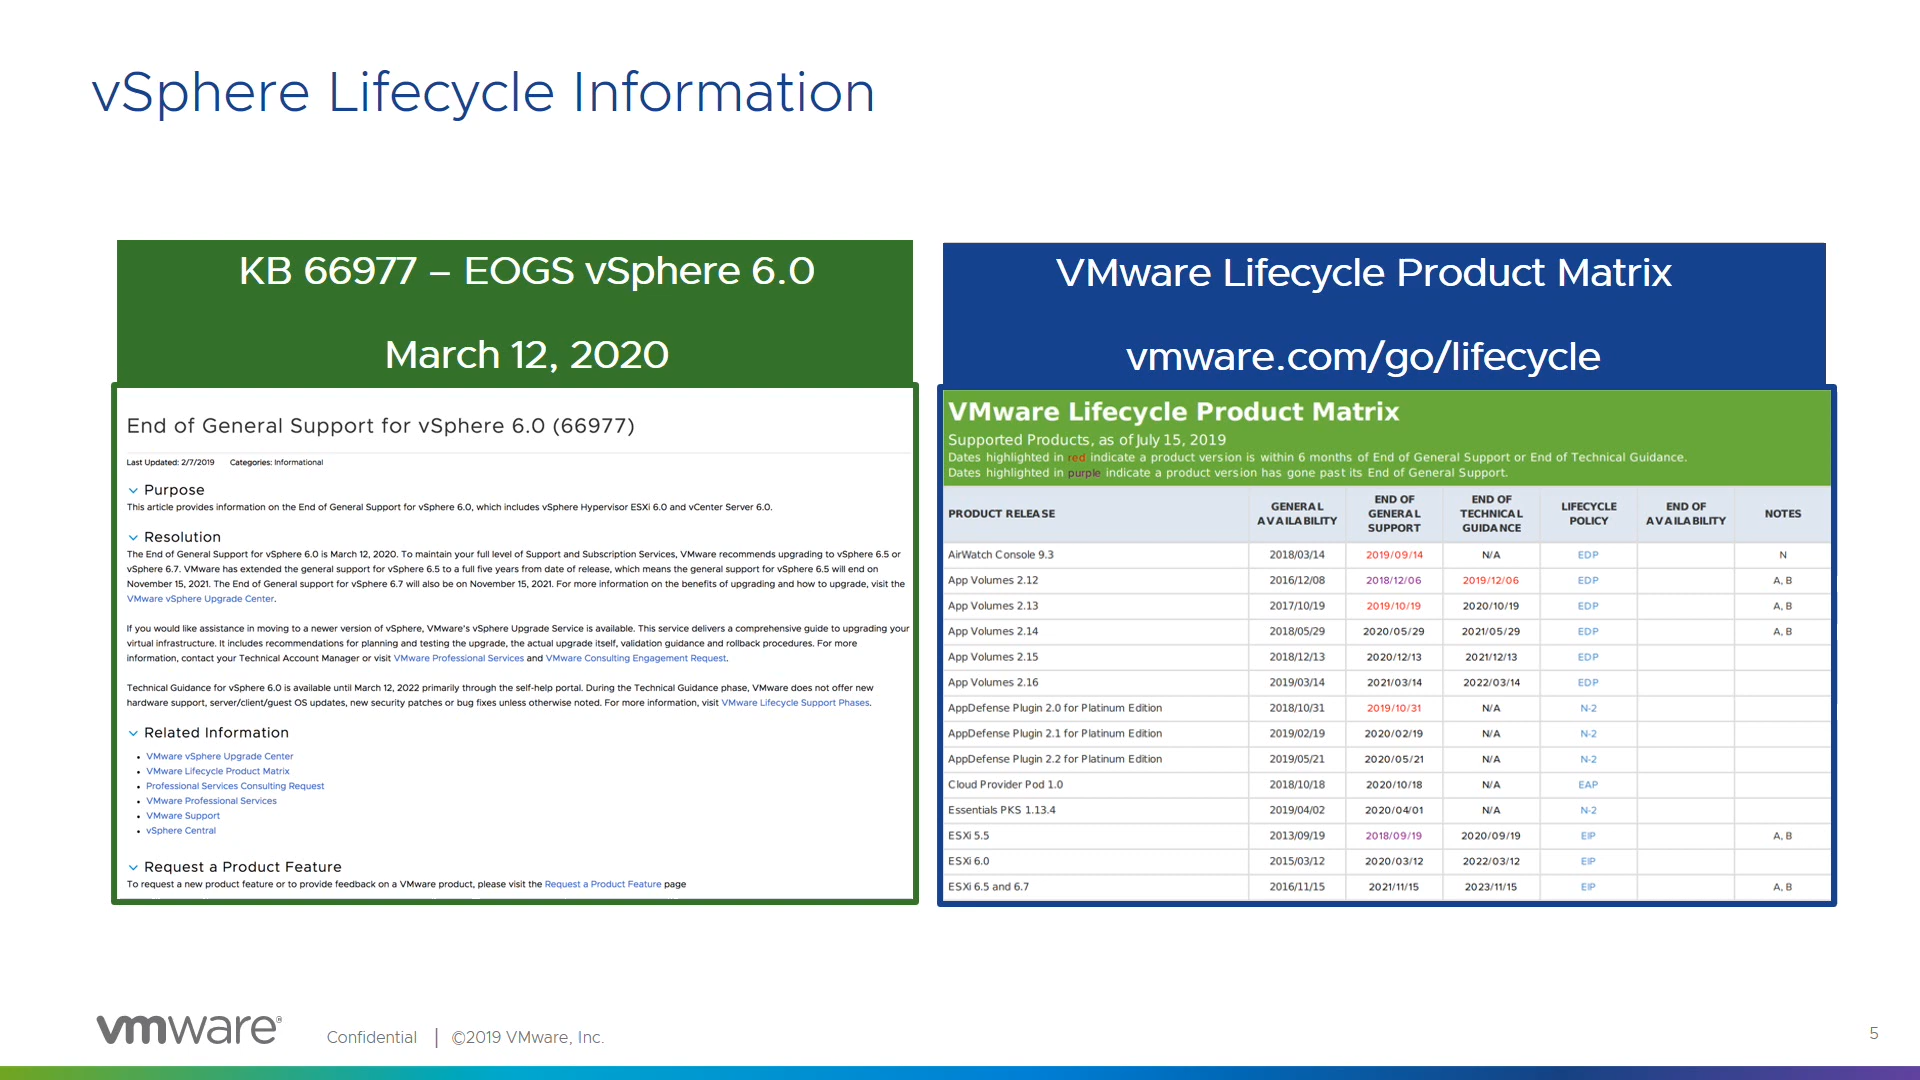 vSphere Lifecycle Information
KB 66977 – EOGS vSphere 6.0
March 12, 2020
End of General Support for vSphere 6.0 (66977)
Last Updated: 2/7/2019 Categories: Informational
Purpose
This article provides information on the End of General Support for vSphere 6.0, which includes vSphere Hypervisor ESXi 6.0 and vCenter Server 6.0.
Resolution
The End of General Support for vSphere 6.0 is March 12, 2020. To maintain your full level of Support and Subscription Services, VMware recommends upgrading to vSphere 6.5 or
vSphere 6.7. VMware has extended the general support for vSphere 6.5 to a full five years from date of release, which means the general support for vSphere 6.5 will end on
November 15, 2021. The End of General support for vSphere 6.7 will also be on November 15, 2021. For more information on the benefits of upgrading and how to upgrade, visit the
VMware vSphere Upgrade Center.
If you would like assistance in moving to a newer version of vSphere, VMware's vSphere Upgrade Service is available. This service delivers a comprehensive guide to upgrading your
virtual infrastructure. It includes recommendations for planning and testing the upgrade, the actual upgrade itself, validation guidance and rollback procedures. For more
information, contact your Technical Account Manager or visit VMware Professional Services and VMware Consulting Engagement Request.
Technical Guidance for vSphere 6.0 is available until March 12, 2022 primarily through the self-help portal. During the Technical Guidance phase, VMware does not offer new
hardware support, server/client/guest OS updates, new security patches or bug fixes unless otherwise noted. For more information, visit VMware Lifecycle Support Phases.
Related Information
• VMware vSphere Upgrade Center
• VMware Lifecycle Product Matrix
• Professional Services Consulting Request
• VMware Professional Services
• VMware Support
• vSphere Central
Request a Product Feature
To request a new product feature or to provide feedback on a VMware product, please visit the Request a Product Feature page
VMware Lifecycle Product Matrix
vmware.com/go/lifecycle
VMware Lifecycle Product Matrix
Supported Products, as of July 15, 2019
Dates highlighted in red indicate a product version is within 6 months of End of General Support or End of Technical Guidance.
Dates highlighted in purple indicate a product version has gone past its End of General Support.
PRODUCT RELEASE GENERAL AVAILABILITY END OF GENERAL SUPPORT END OF TECHNICAL GUIDANCE LIFECYCLE POLICY END OF AVAILABILITY NOTES
AirWatch Console 9.3 2018/03/14 2019/09/14 N/A EDP N
App Volumes 2.12 2016/12/08 2018/12/06 2019/12/06 EDP A, B
App Volumes 2.13 2017/10/19 2019/10/19 2020/10/19 EDP A, B
App Volumes 2.14 2018/05/29 2020/05/29 2021/05/29 EDP A, B
App Volumes 2.15 2018/12/13 2020/12/13 2021/12/13 EDP
App Volumes 2.16 2019/03/14 2021/03/14 2022/03/14 EDP
AppDefense Plugin 2.0 for Platinum Edition 2018/10/31 2019/10/31 N/A N-2
AppDefense Plugin 2.1 for Platinum Edition 2019/02/19 2020/02/19 N/A N-2
AppDefense Plugin 2.2 for Platinum Edition 2019/05/21 2020/05/21 N/A N-2
Cloud Provider Pod 1.0 2018/10/18 2020/10/18 N/A EAP
Essentials PKS 1.13.4 2019/04/02 2020/04/01 N/A N-2
ESXi 5.5 2013/09/19 2018/09/19 2020/09/19 EIP A, B
ESXi 6.0 2015/03/12 2020/03/12 2022/03/12 EIP
ESXi 6.5 and 6.7 2016/11/15 2021/11/15 2023/11/15 EIP A, B
vmware® Confidential | ©2019 VMware, Inc.
5